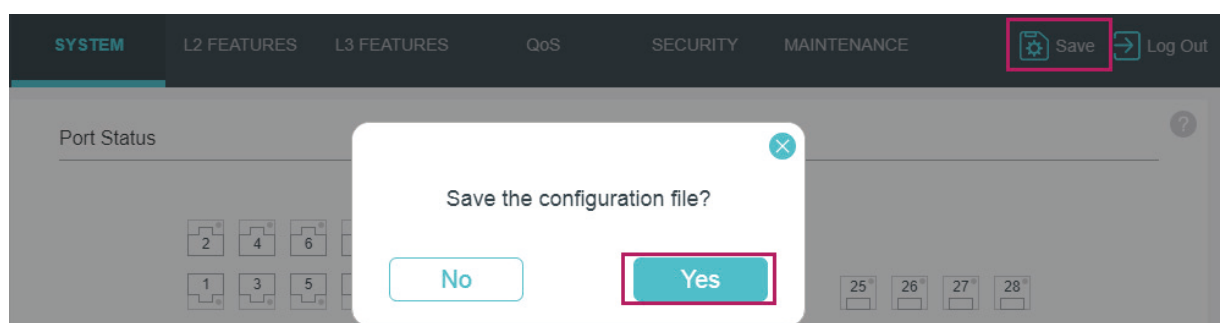 SYSTEM L2 FEATURES L3 FEATURES QoS SECURITY MAINTENANCE Save Log Out
Port Status ?
Save the configuration file?
2 4 6
No Yes
1 3 5 25 26 27 28